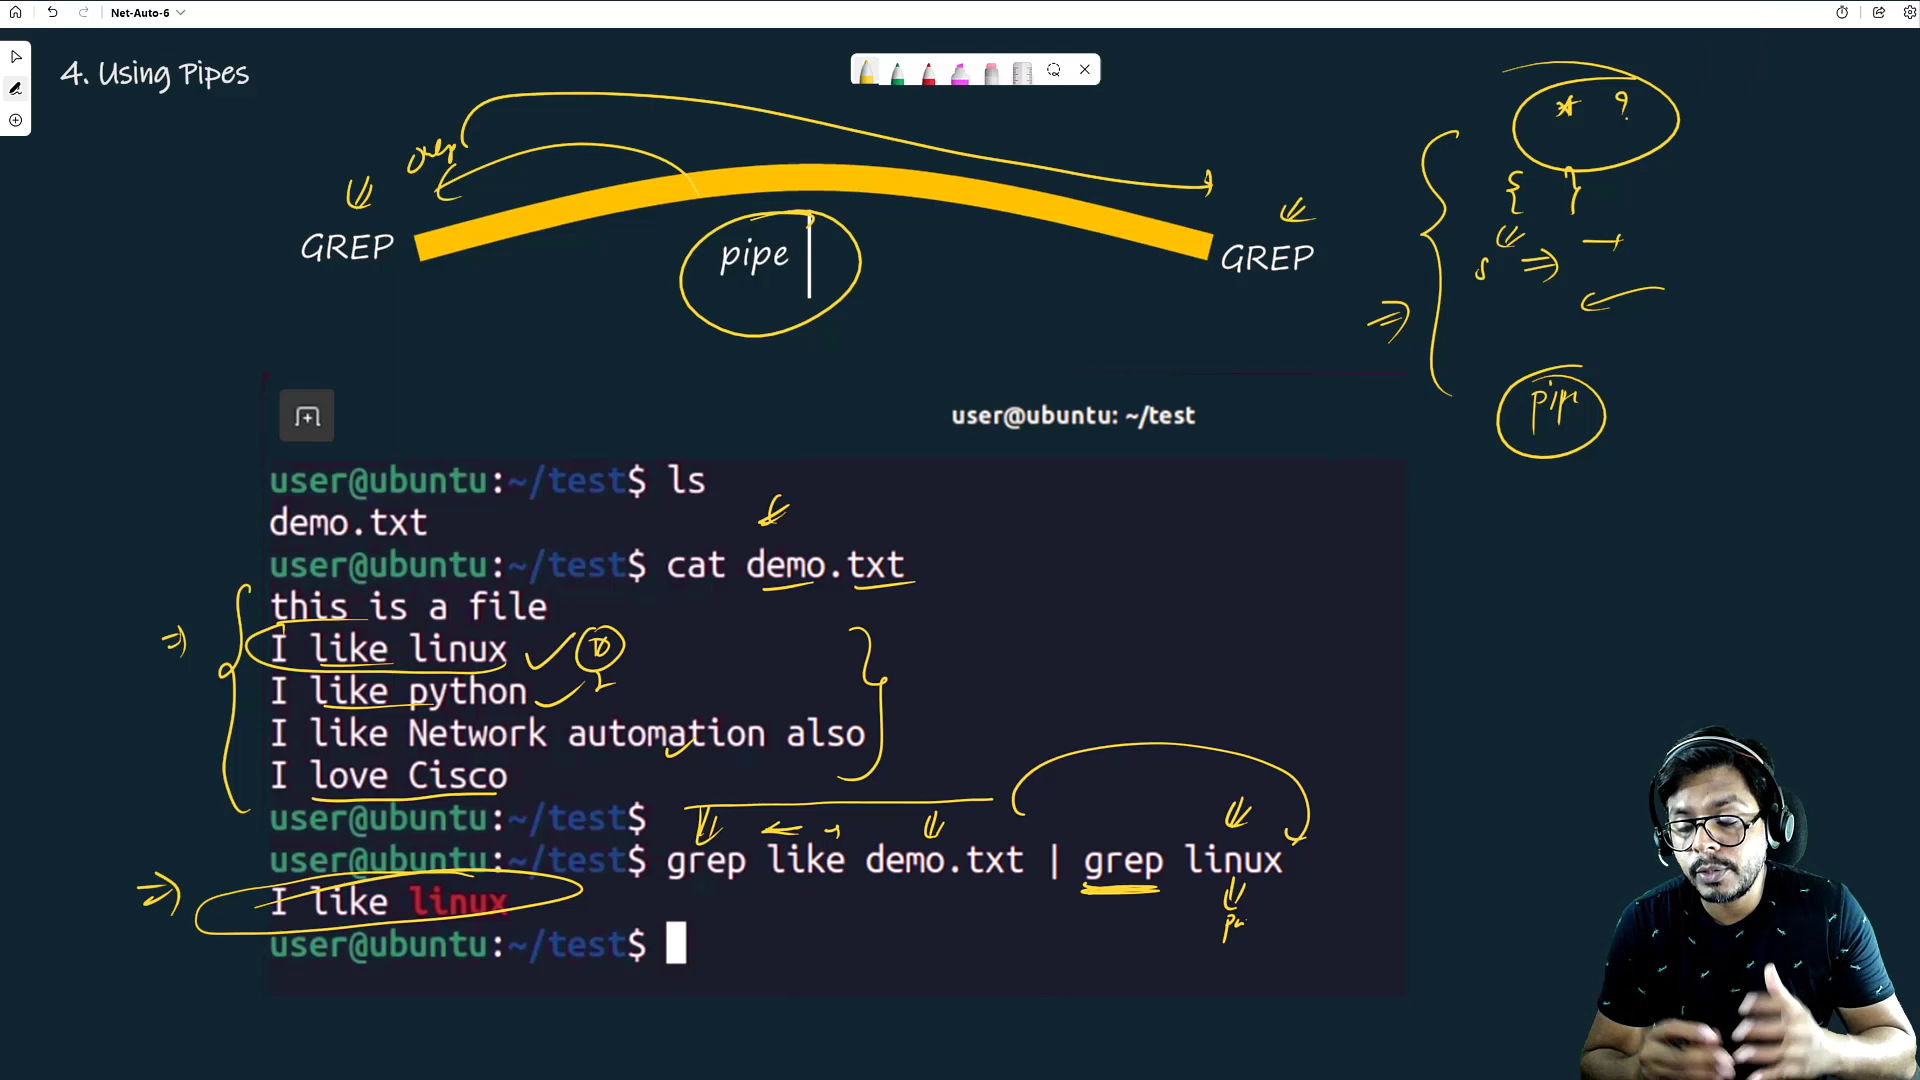 Net-Auto-6
4. Using Pipes
* ?
{ }
GREP
pipe |
GREP
s ⇒
user@ubuntu: ~/test
user@ubuntu:~/test$ ls
demo.txt
user@ubuntu:~/test$ cat demo.txt
this is a file
I like linux
I like python
I like Network automation also
I love Cisco
user@ubuntu:~/test$
user@ubuntu:~/test$ grep like demo.txt | grep linux
I like linux
user@ubuntu:~/test$